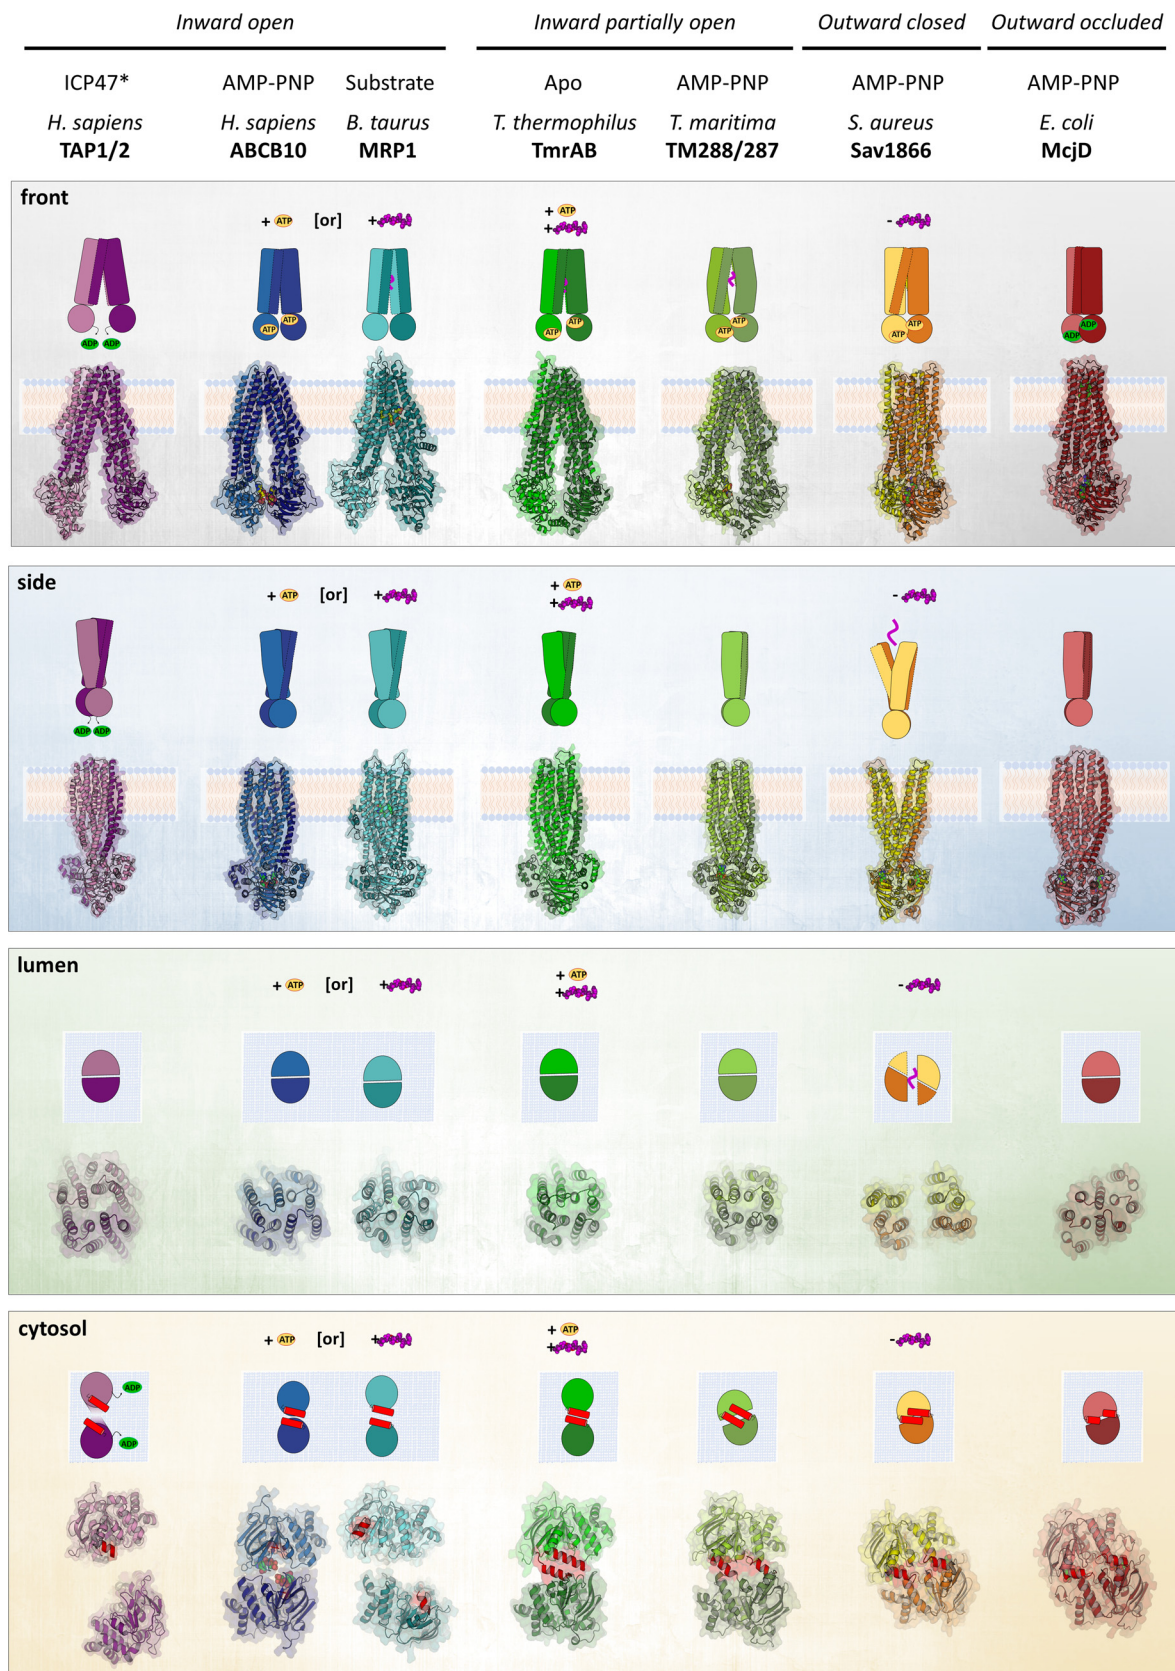 Inward open Inward partially open Outward closed Outward occluded
ICP47* AMP-PNP Substrate Apo AMP-PNP AMP-PNP AMP-PNP
H. sapiens H. sapiens B. taurus T. thermophilus T. maritima S. aureus E. coli
TAP1/2 ABCB10 MRP1 TmrAB TM288/287 Sav1866 McjD
front
+ ATP [or] + + ATP -
+
ATP ATP ATP ATP ATP ATP ATP ATP ADP ADP
ADP ADP
side
+ ATP [or] + + ATP -
+
ADP ADP
lumen
+ ATP [or] + + ATP -
+
cytosol
+ ATP [or] + + ATP -
+
ADP
ADP